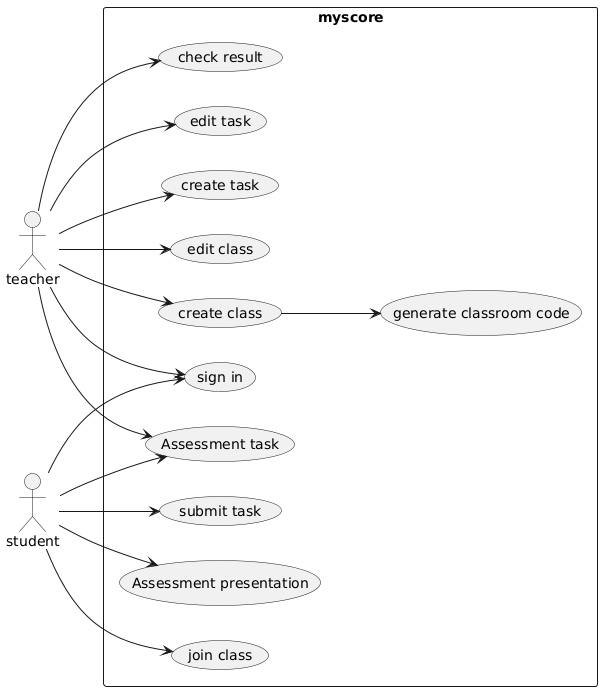 myscore
check result
edit task
create task
teacher
edit class
create class
generate classroom code
sign in
Assessment task
student
submit task
Assessment presentation
join class